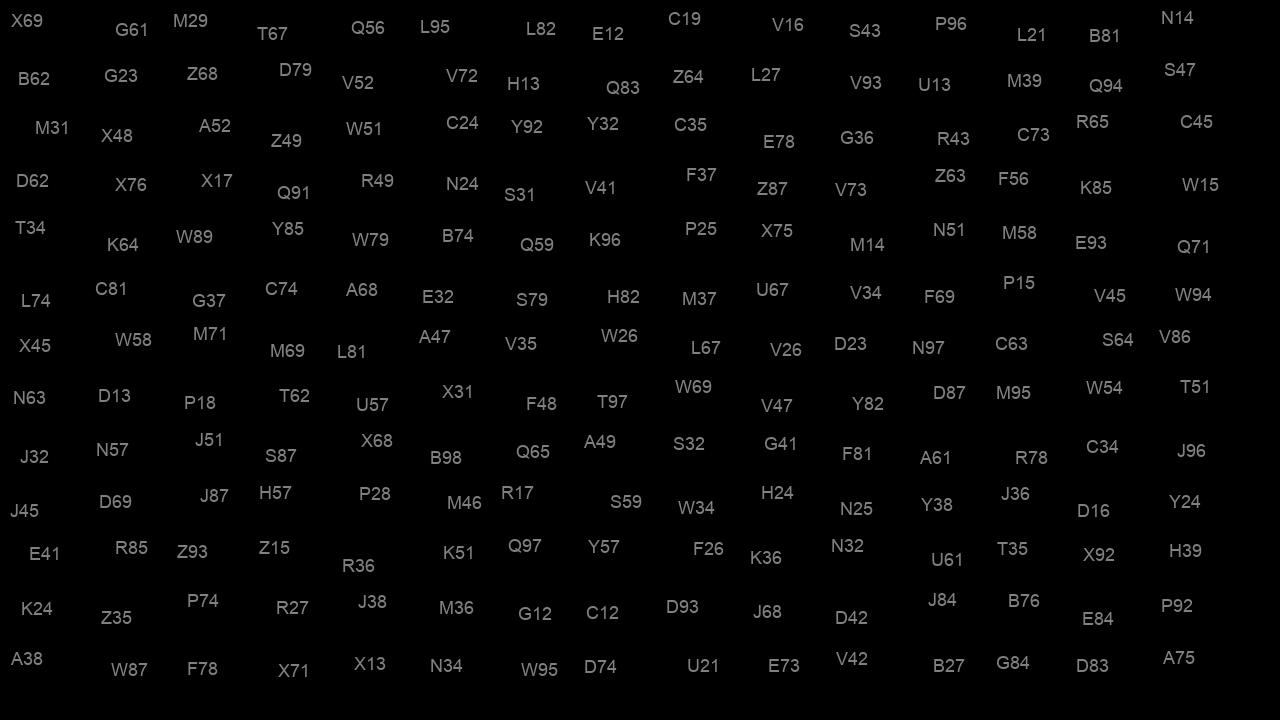 X69 G61 M29 T67 Q56 L95 L82 E12 C19 V16 S43 P96 L21 B81 N14
B62 G23 Z68 D79 V52 V72 H13 Q83 Z64 L27 V93 U13 M39 Q94 S47
M31 X48 A52 Z49 W51 C24 Y92 Y32 C35 E78 G36 R43 C73 R65 C45
D62 X76 X17 Q91 R49 N24 S31 V41 F37 Z87 V73 Z63 F56 K85 W15
T34 K64 W89 Y85 W79 B74 Q59 K96 P25 X75 M14 N51 M58 E93 Q71
L74 C81 G37 C74 A68 E32 S79 H82 M37 U67 V34 F69 P15 V45 W94
X45 W58 M71 M69 L81 A47 V35 W26 L67 V26 D23 N97 C63 S64 V86
N63 D13 P18 T62 U57 X31 F48 T97 W69 V47 Y82 D87 M95 W54 T51
J32 N57 J51 S87 X68 B98 Q65 A49 S32 G41 F81 A61 R78 C34 J96
J45 D69 J87 H57 P28 M46 R17 S59 W34 H24 N25 Y38 J36 D16 Y24
E41 R85 Z93 Z15 R36 K51 Q97 Y57 F26 K36 N32 U61 T35 X92 H39
K24 Z35 P74 R27 J38 M36 G12 C12 D93 J68 D42 J84 B76 E84 P92
A38 W87 F78 X71 X13 N34 W95 D74 U21 E73 V42 B27 G84 D83 A75